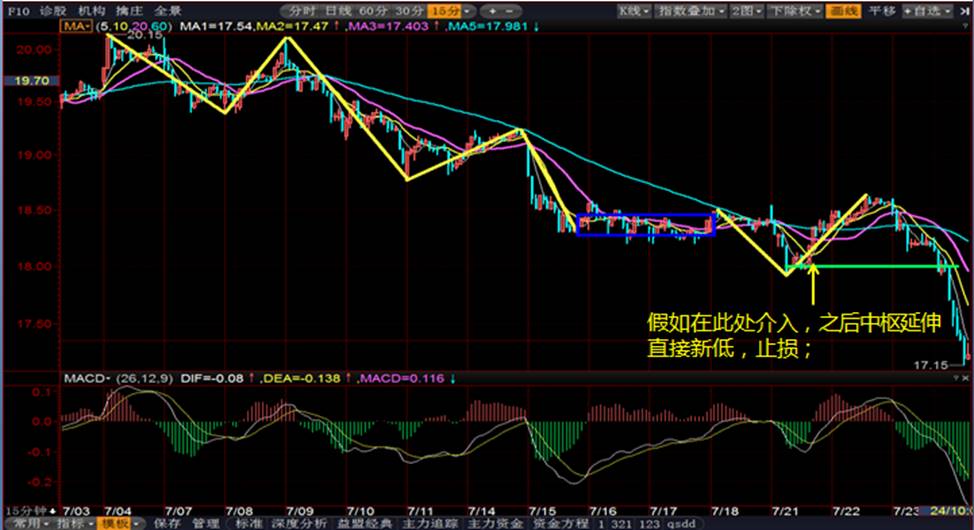 F10 诊股 机构 擒庄 全景 分时 日线 60分 30分 15分 + - K线 指数叠加 2图 下除权 画线 平移 +自选
MA (5,10,20,60) MA1=17.54,MA2=17.47↑,MA3=17.403↑,MA5=17.981↓
20.15
20.00
19.70
19.50
19.00
18.50
18.00
假如在此处介入，之后中枢延伸
直接新低，止损；
17.50
17.15
MACD (26,12,9) DIF=-0.08↑,DEA=-0.138↑,MACD=0.116↓
0.1
0.0
-0.1
-0.2
15分钟 7/03 7/04 7/07 7/08 7/09 7/10 7/11 7/14 7/15 7/16 7/17 7/18 7/21 7/22 7/23 24/10
常用 指标 模板 保存 管理 标准 深度分析 益盟经典 主力追踪 主力资金 资金方程 1 321 123 qsdd